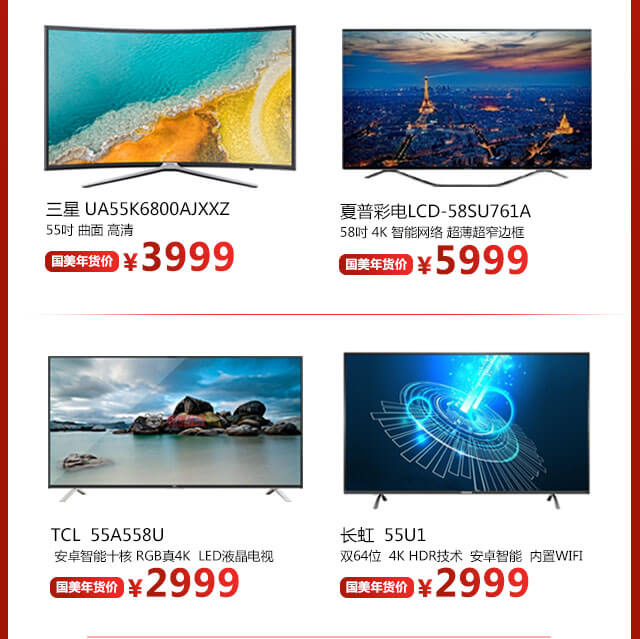 三星 UA55K6800AJXXZ
55吋 曲面 高清
国美年货价 ¥3999
夏普彩电LCD-58SU761A
58吋 4K 智能网络 超薄超窄边框
国美年货价 ¥5999
TCL 55A558U
安卓智能十核 RGB真4K LED液晶电视
国美年货价 ¥2999
长虹 55U1
双64位 4K HDR技术 安卓智能 内置WIFI
国美年货价 ¥2999